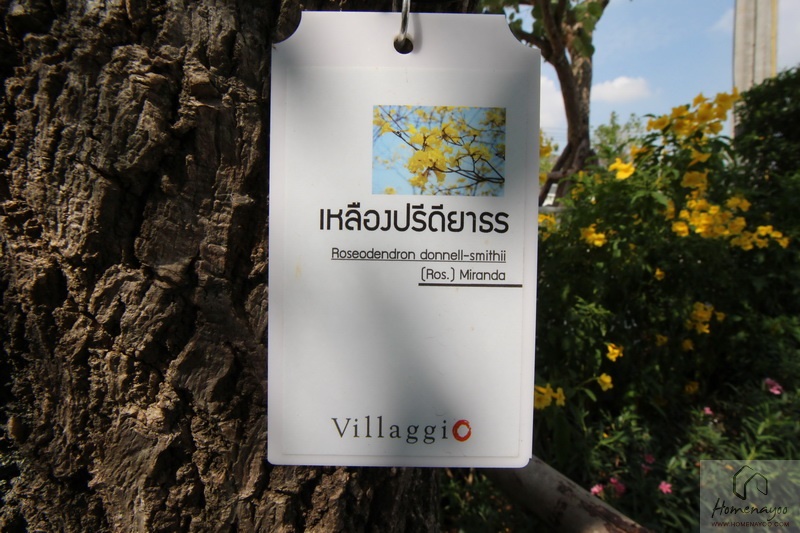 เหลืองปรีดียาธร
Roseodendron donnell-smithii
(Ros.) Miranda
Villaggio
Homenayoo
WWW.HOMENAYOO.COM